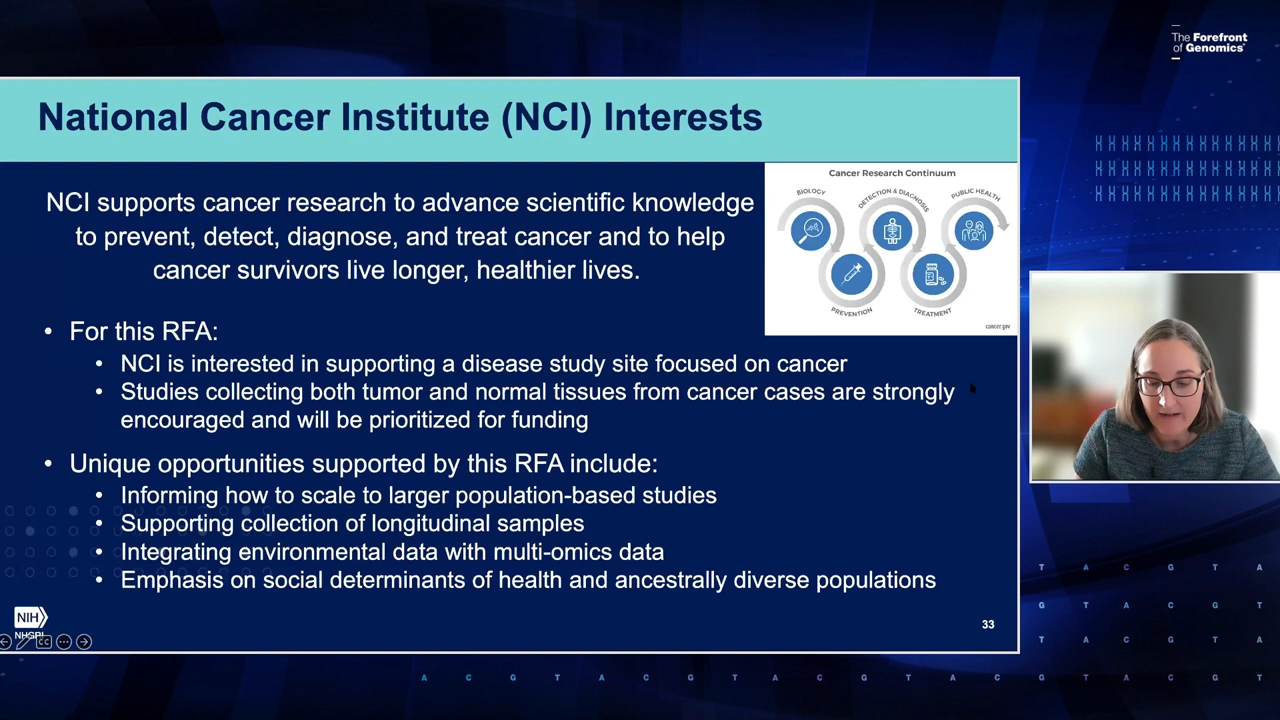 The Forefront
of Genomics®
National Cancer Institute (NCI) Interests
NCI supports cancer research to advance scientific knowledge
to prevent, detect, diagnose, and treat cancer and to help
cancer survivors live longer, healthier lives.
Cancer Research Continuum
BIOLOGY
DETECTION & DIAGNOSIS
PUBLIC HEALTH
PREVENTION
TREATMENT
cancer.gov
• For this RFA:
• NCI is interested in supporting a disease study site focused on cancer
• Studies collecting both tumor and normal tissues from cancer cases are strongly
encouraged and will be prioritized for funding
• Unique opportunities supported by this RFA include:
• Informing how to scale to larger population-based studies
• Supporting collection of longitudinal samples
• Integrating environmental data with multi-omics data
• Emphasis on social determinants of health and ancestrally diverse populations
NIH
NHGRI
CC
33
T A C G T A
G T A C G T
T A C G T A
A C G T A C G T A C G T A C G T A C G T